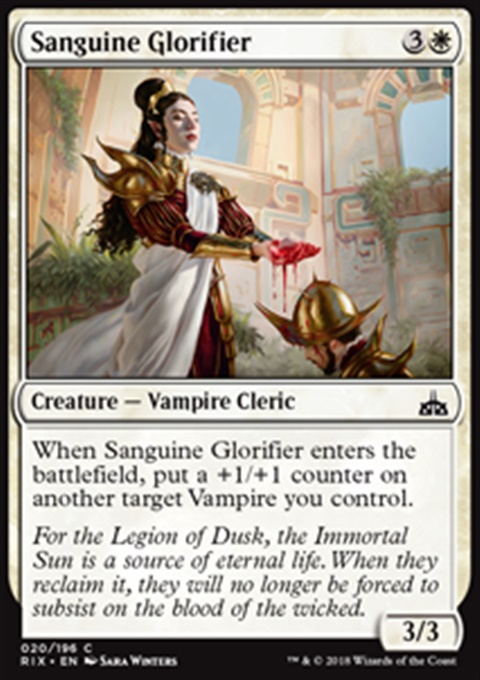 Sanguine Glorifier 3
Creature — Vampire Cleric
When Sanguine Glorifier enters the
battlefield, put a +1/+1 counter on
another target Vampire you control.
For the Legion of Dusk, the Immortal
Sun is a source of eternal life. When they
reclaim it, they will no longer be forced to
subsist on the blood of the wicked.
3/3
020/196 C
RIX • EN Sara Winters
™ & © 2018 Wizards of the Coast